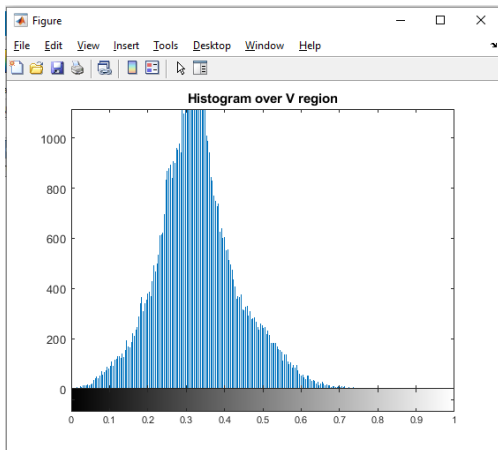 Figure
File Edit View Insert Tools Desktop Window Help
Histogram over V region
1000
800
600
400
200
0
0 0.1 0.2 0.3 0.4 0.5 0.6 0.7 0.8 0.9 1